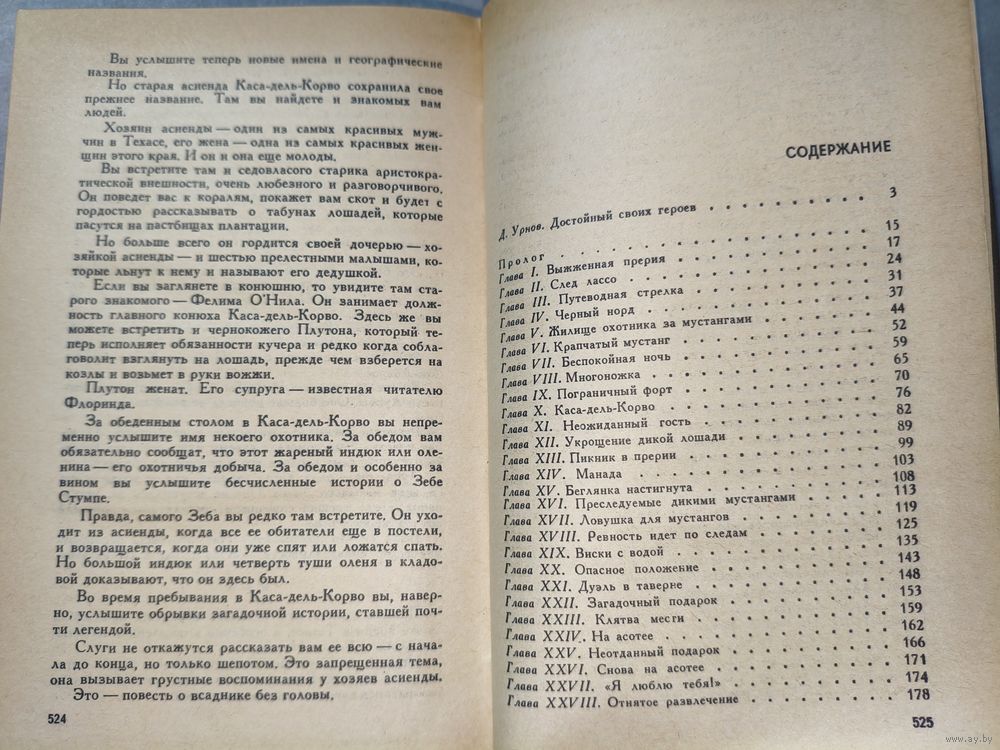 Вы услышите теперь новые имена и географические
названия.
Но старая асиенда Каса-дель-Корво сохранила свое
прежнее название. Там вы найдете и знакомых вам
людей.
Хозяин асиенды — один из самых красивых муж-
чин в Техасе, его жена — одна из самых красивых жен-
щин этого края. И он и она еще молоды.
Вы встретите там и седовласого старика аристокра-
тической внешности, очень любезного и разговорчивого.
Он поведет вас к коралям, покажет вам скот и будет с
гордостью рассказывать о табунах лошадей, которые
пасутся на пастбищах плантации.
Но больше всего он гордится своей дочерью — хо-
зяйкой асиенды — и шестью прелестными малышами, ко-
торые льнут к нему и называют его дедушкой.
Если вы заглянете в конюшню, то увидите там ста-
рого знакомого — Фелима О'Нила. Он занимает долж-
ность главного конюха Каса-дель-Корво. Здесь же вы
можете встретить и чернокожего Плутона, который те-
перь исполняет обязанности кучера и редко когда собла-
говолит взглянуть на лошадь, прежде чем взберется на
козлы и возьмет в руки вожжи.
Плутон женат. Его супруга — известная читателю
Флоринда.
За обеденным столом в Каса-дель-Корво вы непре-
менно услышите имя некоего охотника. За обедом вам
обязательно сообщат, что этот жареный индюк или оле-
нина — его охотничья добыча. За обедом и особенно за
вином вы услышите бесчисленные истории о Зебе
Стумпе.
Правда, самого Зеба вы редко там встретите. Он ухо-
дит из асиенды, когда все ее обитатели еще в постели,
и возвращается, когда они уже спят или ложатся спать.
Но большой индюк или четверть туши оленя в кладо-
вой доказывают, что он здесь был.
Во время пребывания в Каса-дель-Корво вы, навер-
но, услышите обрывки загадочной истории, ставшей поч-
ти легендой.
Слуги не откажутся рассказать вам ее всю — с нача-
ла до конца, но только шепотом. Это запрещенная тема,
она вызывает грустные воспоминания у хозяев асиенды.
Это — повесть о всаднике без головы.
524
СОДЕРЖАНИЕ
Д. Урнов. Достойный своих героев . . . . . . . . . 3
Пролог . . . . . . . . . . . . 15
Глава I. Выжженная прерия . . . . . . . . . 17
Глава II. След лассо . . . . . . . . . 24
Глава III. Путеводная стрелка . . . . . . . . . 31
Глава IV. Черный норд . . . . . . . . . 37
Глава V. Жилище охотника за мустангами . . . . . . 44
Глава VI. Крапчатый мустанг . . . . . . . . . 52
Глава VII. Беспокойная ночь . . . . . . . . . 59
Глава VIII. Многоножка . . . . . . . . . 65
Глава IX. Пограничный форт . . . . . . . . . 70
Глава X. Каса-дель-Корво . . . . . . . . . 76
Глава XI. Неожиданный гость . . . . . . . . . 82
Глава XII. Укрощение дикой лошади . . . . . . . 89
Глава XIII. Пикник в прерии . . . . . . . . . 99
Глава XIV. Манада . . . . . . . . . 103
Глава XV. Беглянка настигнута . . . . . . . . . 108
Глава XVI. Преследуемые дикими мустангами . . . . . 113
Глава XVII. Ловушка для мустангов . . . . . . . 119
Глава XVIII. Ревность идет по следам . . . . . . . 125
Глава XIX. Виски с водой . . . . . . . . . 135
Глава XX. Опасное положение . . . . . . . . . 143
Глава XXI. Дуэль в таверне . . . . . . . . . 148
Глава XXII. Загадочный подарок . . . . . . . . 153
Глава XXIII. Клятва мести . . . . . . . . . 159
Глава XXIV. На асотее . . . . . . . . . 162
Глава XXV. Неотданный подарок . . . . . . . . 166
Глава XXVI. Снова на асотее . . . . . . . . . 171
Глава XXVII. «Я люблю тебя!» . . . . . . . . 174
Глава XXVIII. Отнятое развлечение . . . . . . . 178
525
www.ay.by